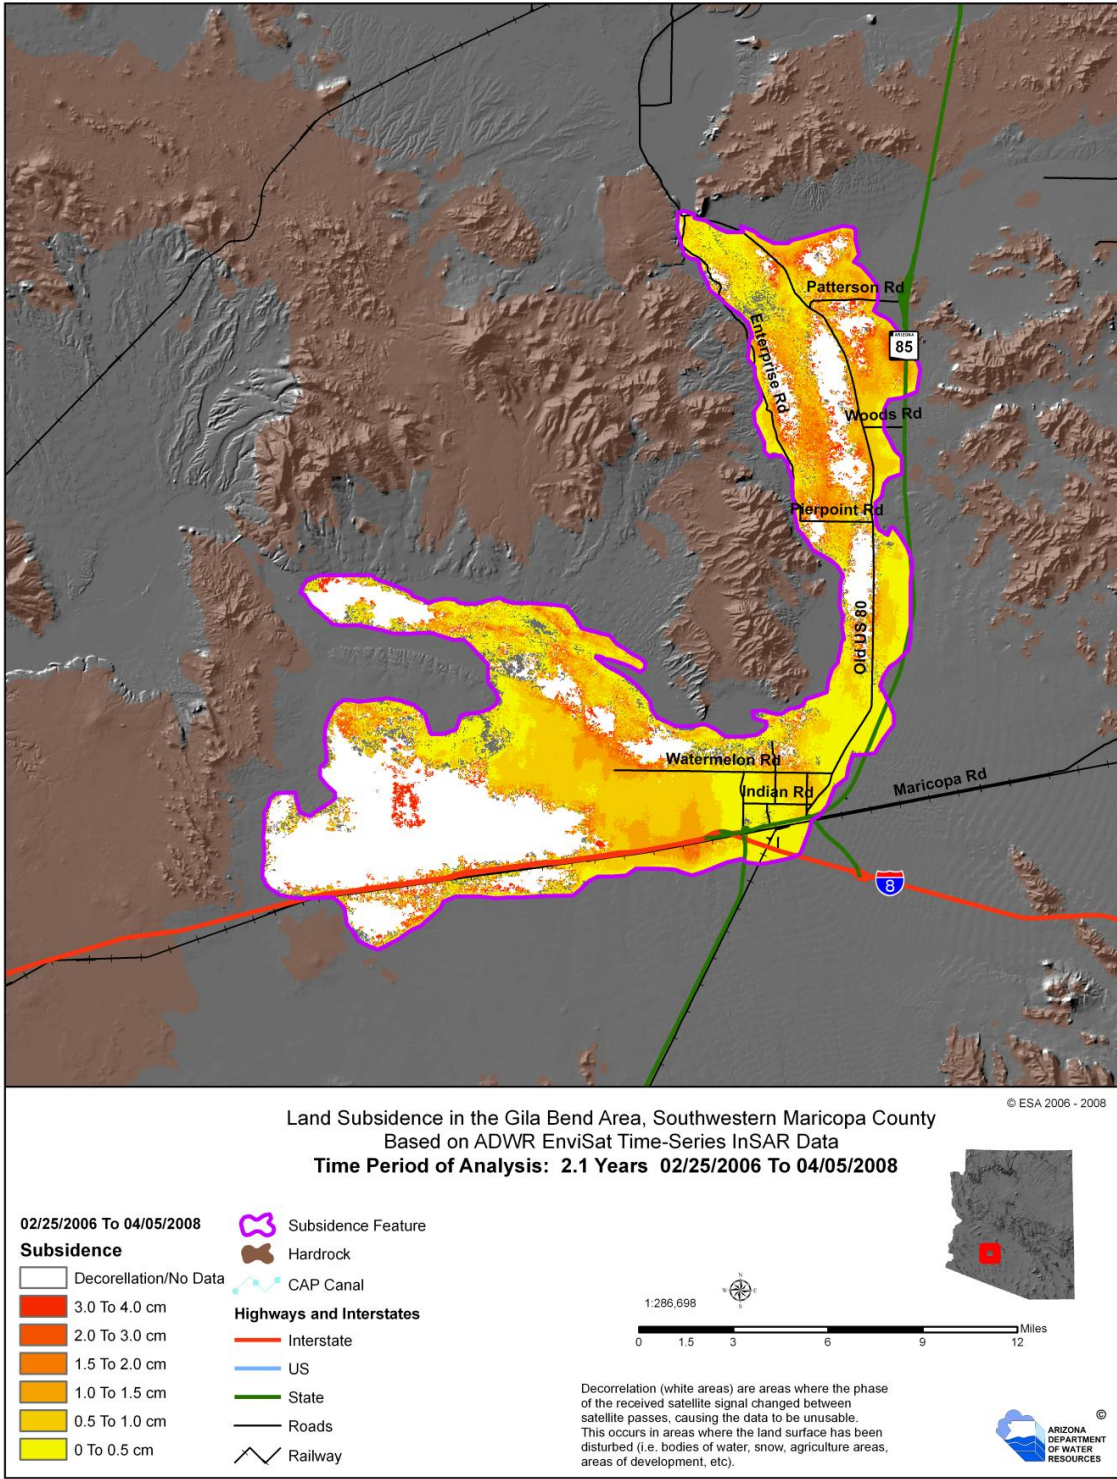 Patterson Rd
ARIZONA
85
Enterprise Rd
Woods Rd
Pierpoint Rd
Old US 80
Watermelon Rd
Indian Rd
Maricopa Rd
8
© ESA 2006 - 2008
Land Subsidence in the Gila Bend Area, Southwestern Maricopa County
Based on ADWR EnviSat Time-Series InSAR Data
Time Period of Analysis: 2.1 Years 02/25/2006 To 04/05/2008
02/25/2006 To 04/05/2008
Subsidence
Decorellation/No Data
3.0 To 4.0 cm
2.0 To 3.0 cm
1.5 To 2.0 cm
1.0 To 1.5 cm
0.5 To 1.0 cm
0 To 0.5 cm
Subsidence Feature
Hardrock
CAP Canal
Highways and Interstates
Interstate
US
State
Roads
Railway
1:286,698
N
W
E
S
Miles
0 1.5 3 6 9 12
Decorrelation (white areas) are areas where the phase
of the received satellite signal changed between
satellite passes, causing the data to be unusable.
This occurs in areas where the land surface has been
disturbed (i.e. bodies of water, snow, agriculture areas,
areas of development, etc).
©
ARIZONA
DEPARTMENT
OF WATER
RESOURCES